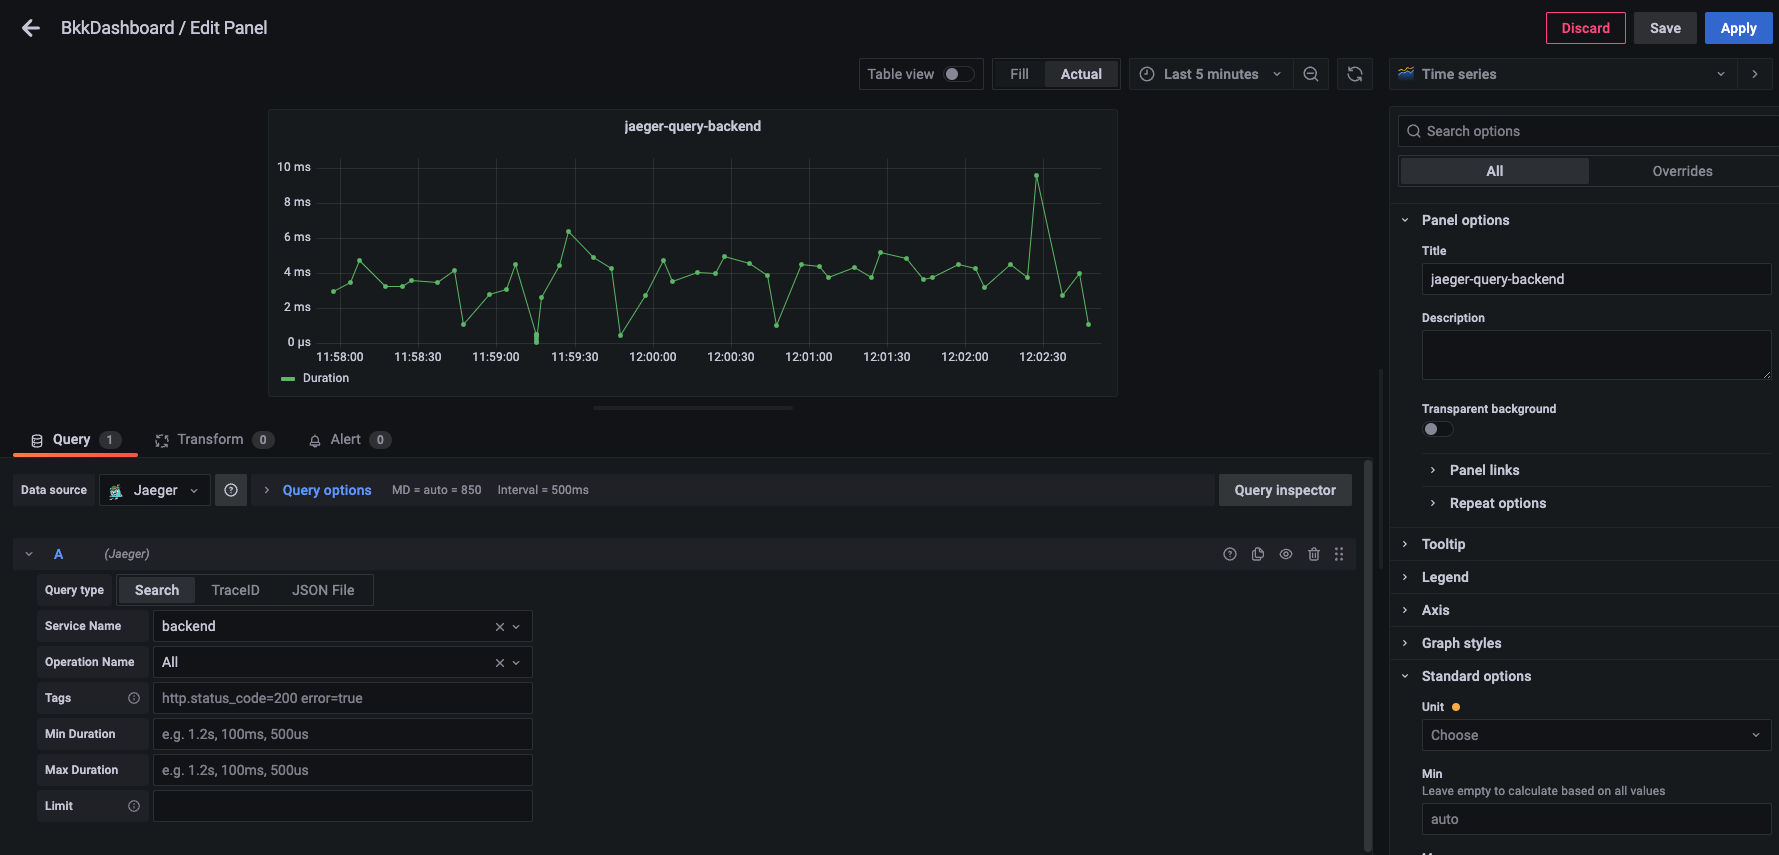 BkkDashboard / Edit Panel
Discard
Save
Apply
Table view
Fill
Actual
Last 5 minutes
Time series
jaeger-query-backend
10 ms
8 ms
6 ms
4 ms
2 ms
0 µs
11:58:00 11:58:30 11:59:00 11:59:30 12:00:00 12:00:30 12:01:00 12:01:30 12:02:00 12:02:30
Duration
Query 1
Transform 0
Alert 0
Data source
Jaeger
Query options
MD = auto = 850
Interval = 500ms
Query inspector
A
(Jaeger)
Query type
Search
TraceID
JSON File
Service Name
backend
Operation Name
All
Tags
http.status_code=200 error=true
Min Duration
e.g. 1.2s, 100ms, 500us
Max Duration
e.g. 1.2s, 100ms, 500us
Limit
Search options
All
Overrides
Panel options
Title
jaeger-query-backend
Description
Transparent background
Panel links
Repeat options
Tooltip
Legend
Axis
Graph styles
Standard options
Unit
Choose
Min
Leave empty to calculate based on all values
auto